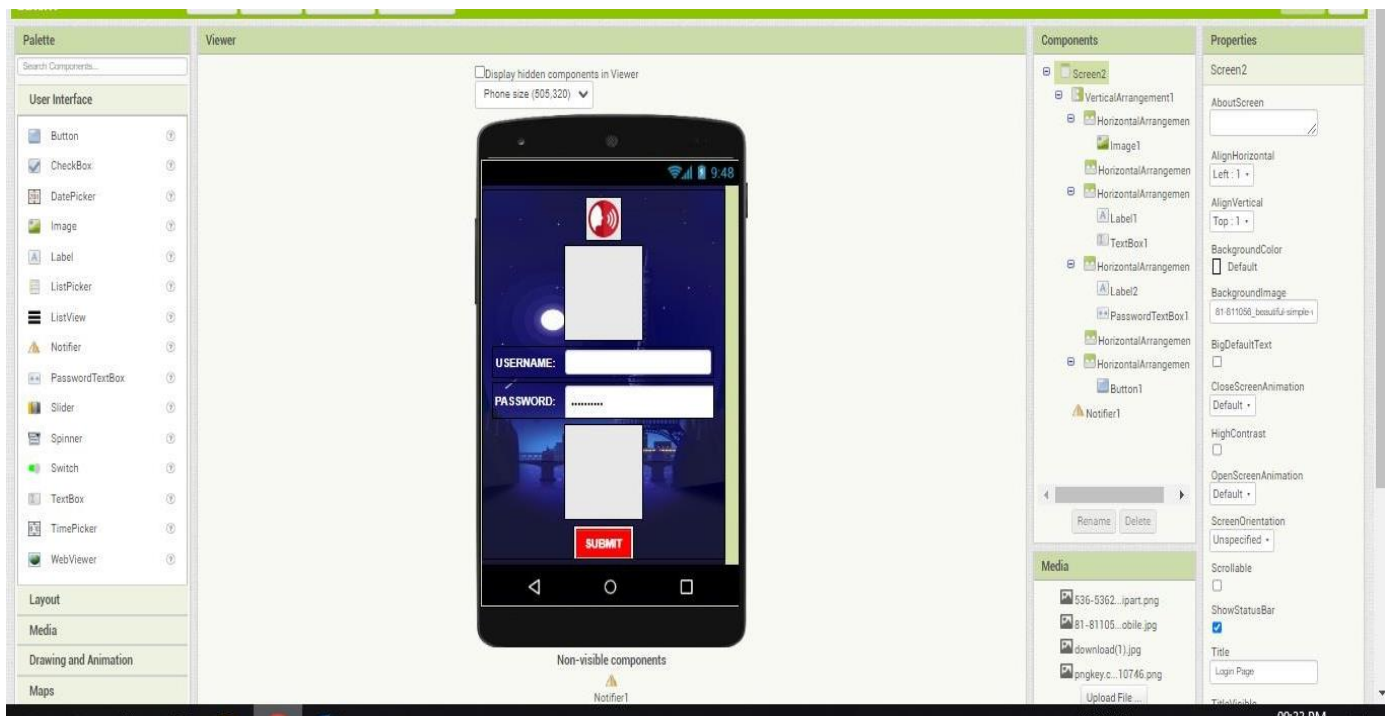 Palette
Search Components...
User Interface
Button
CheckBox
DatePicker
Image
Label
ListPicker
ListView
Notifier
PasswordTextBox
Slider
Spinner
Switch
TextBox
TimePicker
WebViewer
Layout
Media
Drawing and Animation
Maps
Viewer
Display hidden components in Viewer
Phone size (505,320)
9:48
USERNAME:
PASSWORD:
SUBMIT
Non-visible components
Notifier1
Components
Screen2
VerticalArrangement1
HorizontalArrangemen
Image1
HorizontalArrangemen
HorizontalArrangemen
Label1
TextBox1
HorizontalArrangemen
Label2
PasswordTextBox1
HorizontalArrangemen
HorizontalArrangemen
Button1
Notifier1
Rename Delete
Media
536-5362...ipart.png
81-81105...obile.jpg
download(1).jpg
pngkey.c...10746.png
Upload File ...
Properties
Screen2
AboutScreen
AlignHorizontal
Left : 1
AlignVertical
Top : 1
BackgroundColor
Default
BackgroundImage
81-811056_beautiful-simple-
BigDefaultText
CloseScreenAnimation
Default
HighContrast
OpenScreenAnimation
Default
ScreenOrientation
Unspecified
Scrollable
ShowStatusBar
Title
Login Page